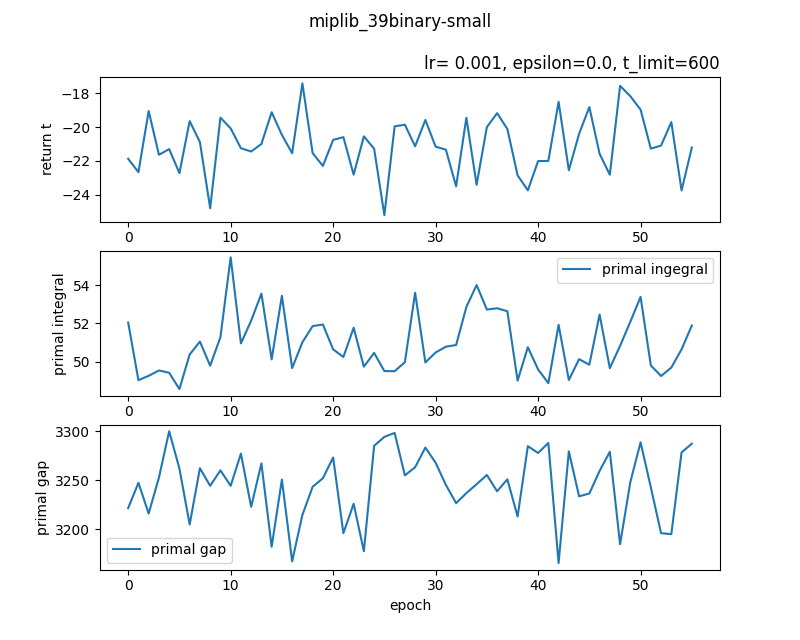 miplib_39binary-small
lr= 0.001, epsilon=0.0, t_limit=600
return t
−18
−20
−22
−24
0 10 20 30 40 50
primal integral
54
52
50
primal ingegral
0 10 20 30 40 50
primal gap
3300
3250
3200
primal gap
0 10 20 30 40 50
epoch